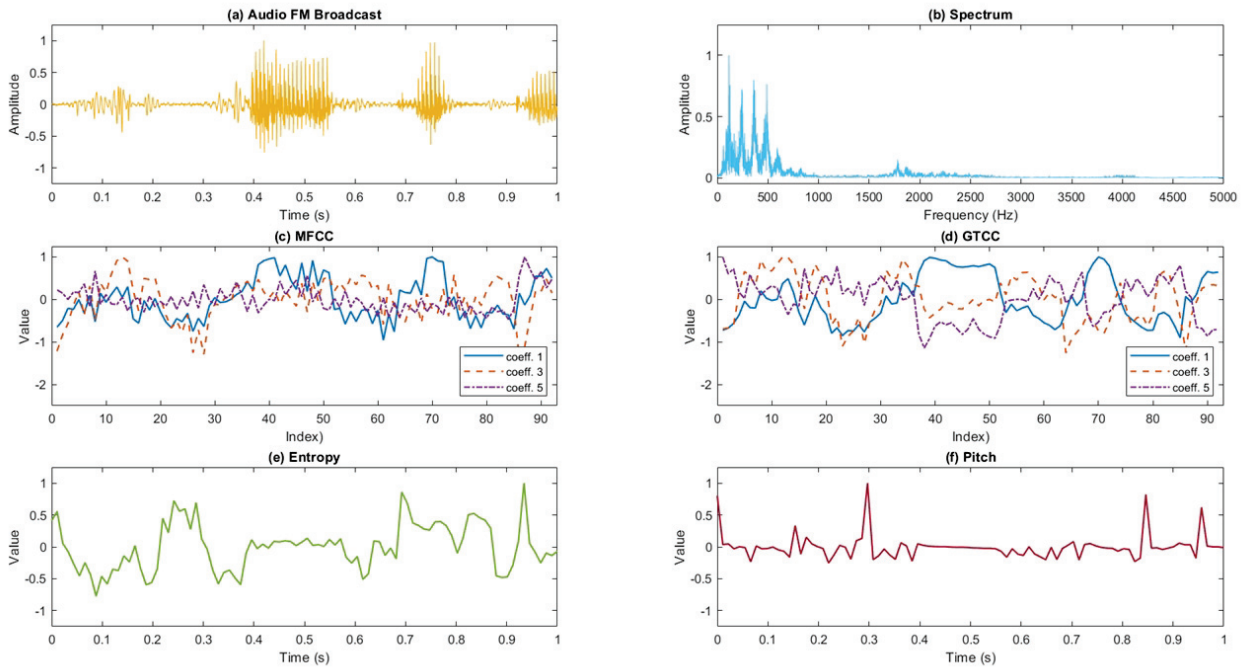 (a) Audio FM Broadcast
Amplitude
1
0.5
0
-0.5
-1
0 0.1 0.2 0.3 0.4 0.5 0.6 0.7 0.8 0.9 1
Time (s)
(b) Spectrum
Amplitude
1
0.5
0
0 500 1000 1500 2000 2500 3000 3500 4000 4500 5000
Frequency (Hz)
(c) MFCC
Value
1
0
-1
-2
coeff. 1
coeff. 3
coeff. 5
0 10 20 30 40 50 60 70 80 90
Index)
(d) GTCC
Value
1
0
-1
-2
coeff. 1
coeff. 3
coeff. 5
0 10 20 30 40 50 60 70 80 90
Index)
(e) Entropy
Value
1
0.5
0
-0.5
-1
0 0.1 0.2 0.3 0.4 0.5 0.6 0.7 0.8 0.9 1
Time (s)
(f) Pitch
Value
1
0.5
0
-0.5
-1
0 0.1 0.2 0.3 0.4 0.5 0.6 0.7 0.8 0.9 1
Time (s)